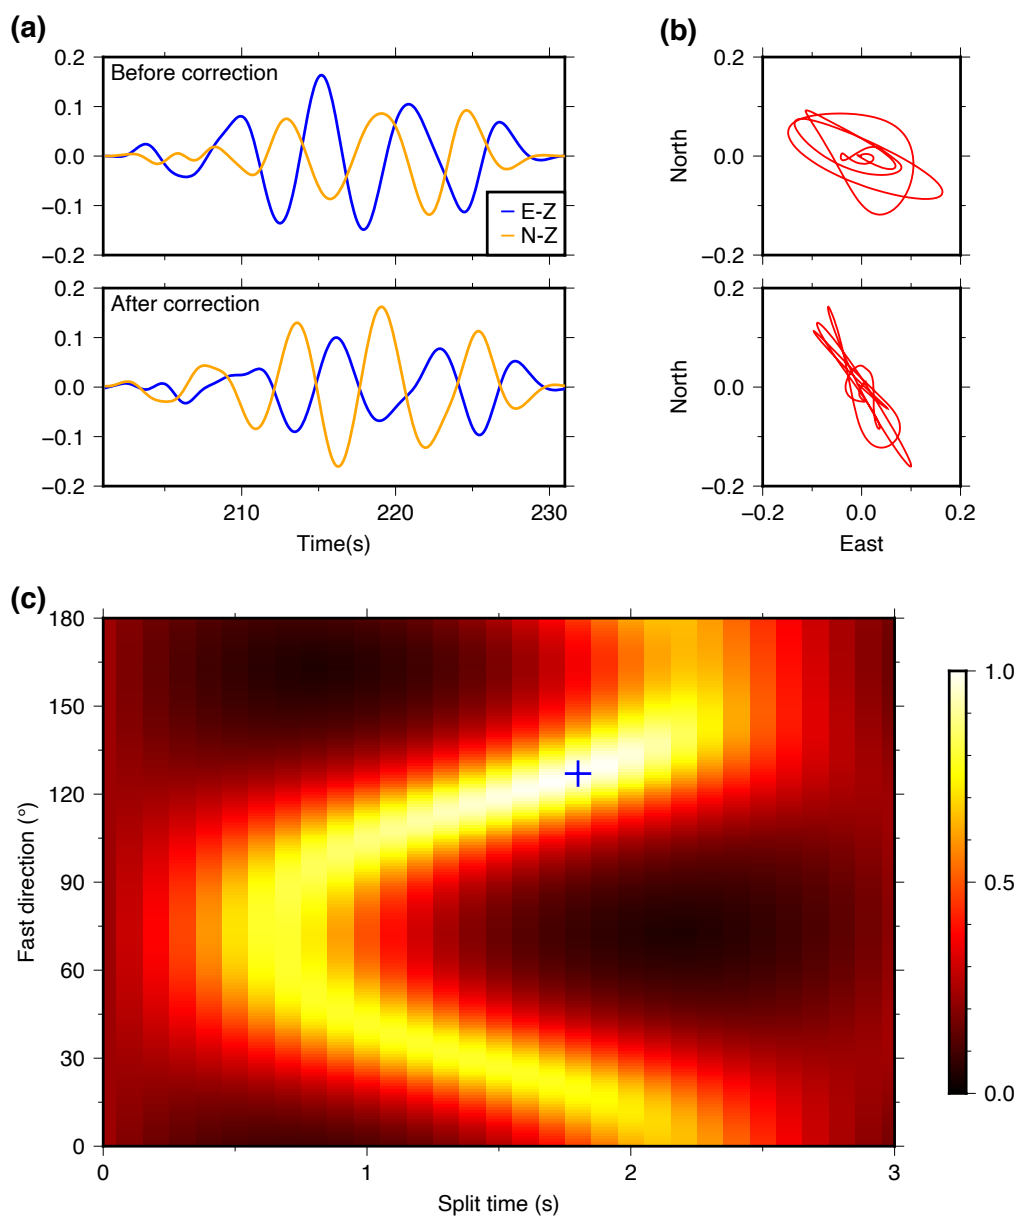 (a)
(b)
0.2
0.1
0.0
−0.1
−0.2
Before correction
E-Z
N-Z
0.2
0.0
−0.2
North
0.2
0.1
0.0
−0.1
−0.2
After correction
210
220
230
Time(s)
0.2
0.0
−0.2
North
−0.2
0.0
0.2
East
(c)
180
150
120
90
60
30
0
Fast direction (°)
0
1
2
3
Split time (s)
1.0
0.5
0.0